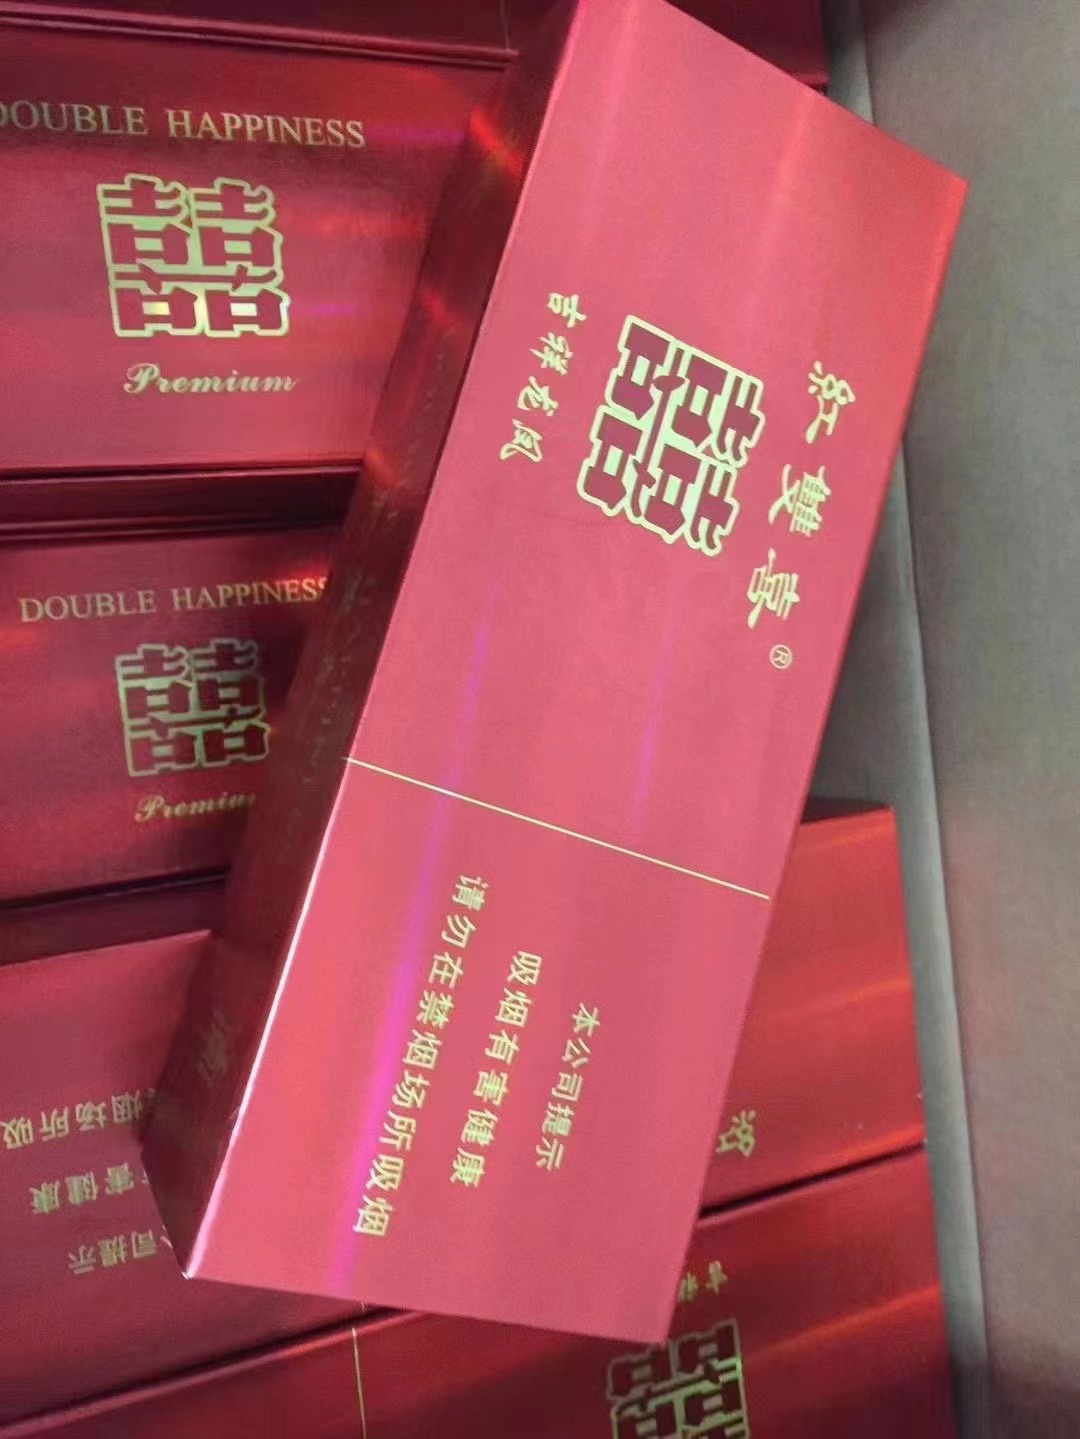 DOUBLE HAPPINESS
囍
Premium
DOUBLE HAPPINESS
囍
Premium
紅雙喜®
囍
吉祥龙凤
本公司提示
吸烟有害健康
请勿在禁烟场所吸烟
烟场所吸
害健康
司提示
囍